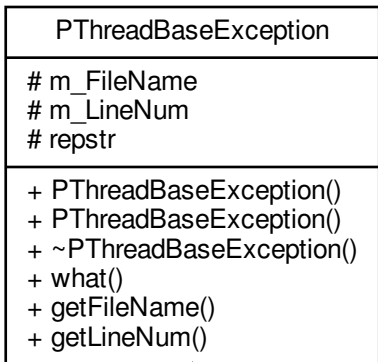 PThreadBaseException
# m_FileName
# m_LineNum
# repstr
+ PThreadBaseException()
+ PThreadBaseException()
+ ~PThreadBaseException()
+ what()
+ getFileName()
+ getLineNum()